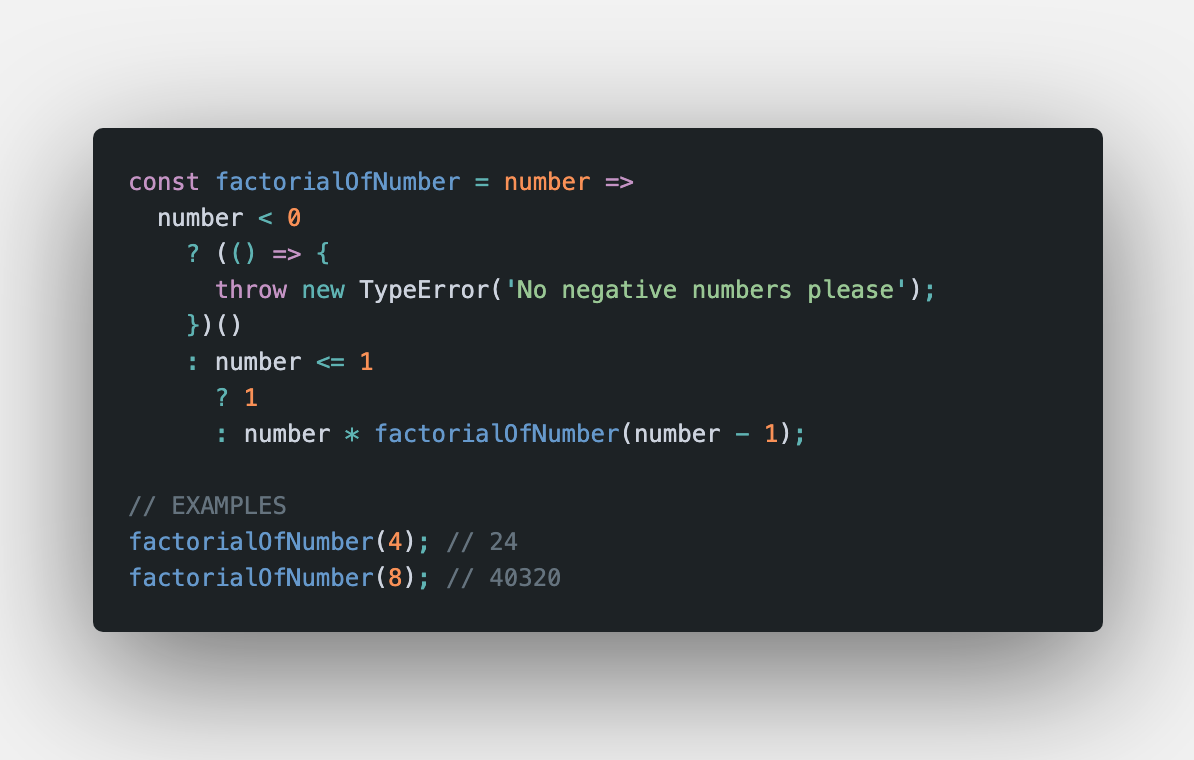 const factorialOfNumber = number =>
  number < 0
    ? (() => {
      throw new TypeError('No negative numbers please');
    })()
    : number <= 1
      ? 1
      : number * factorialOfNumber(number - 1);

// EXAMPLES
factorialOfNumber(4); // 24
factorialOfNumber(8); // 40320